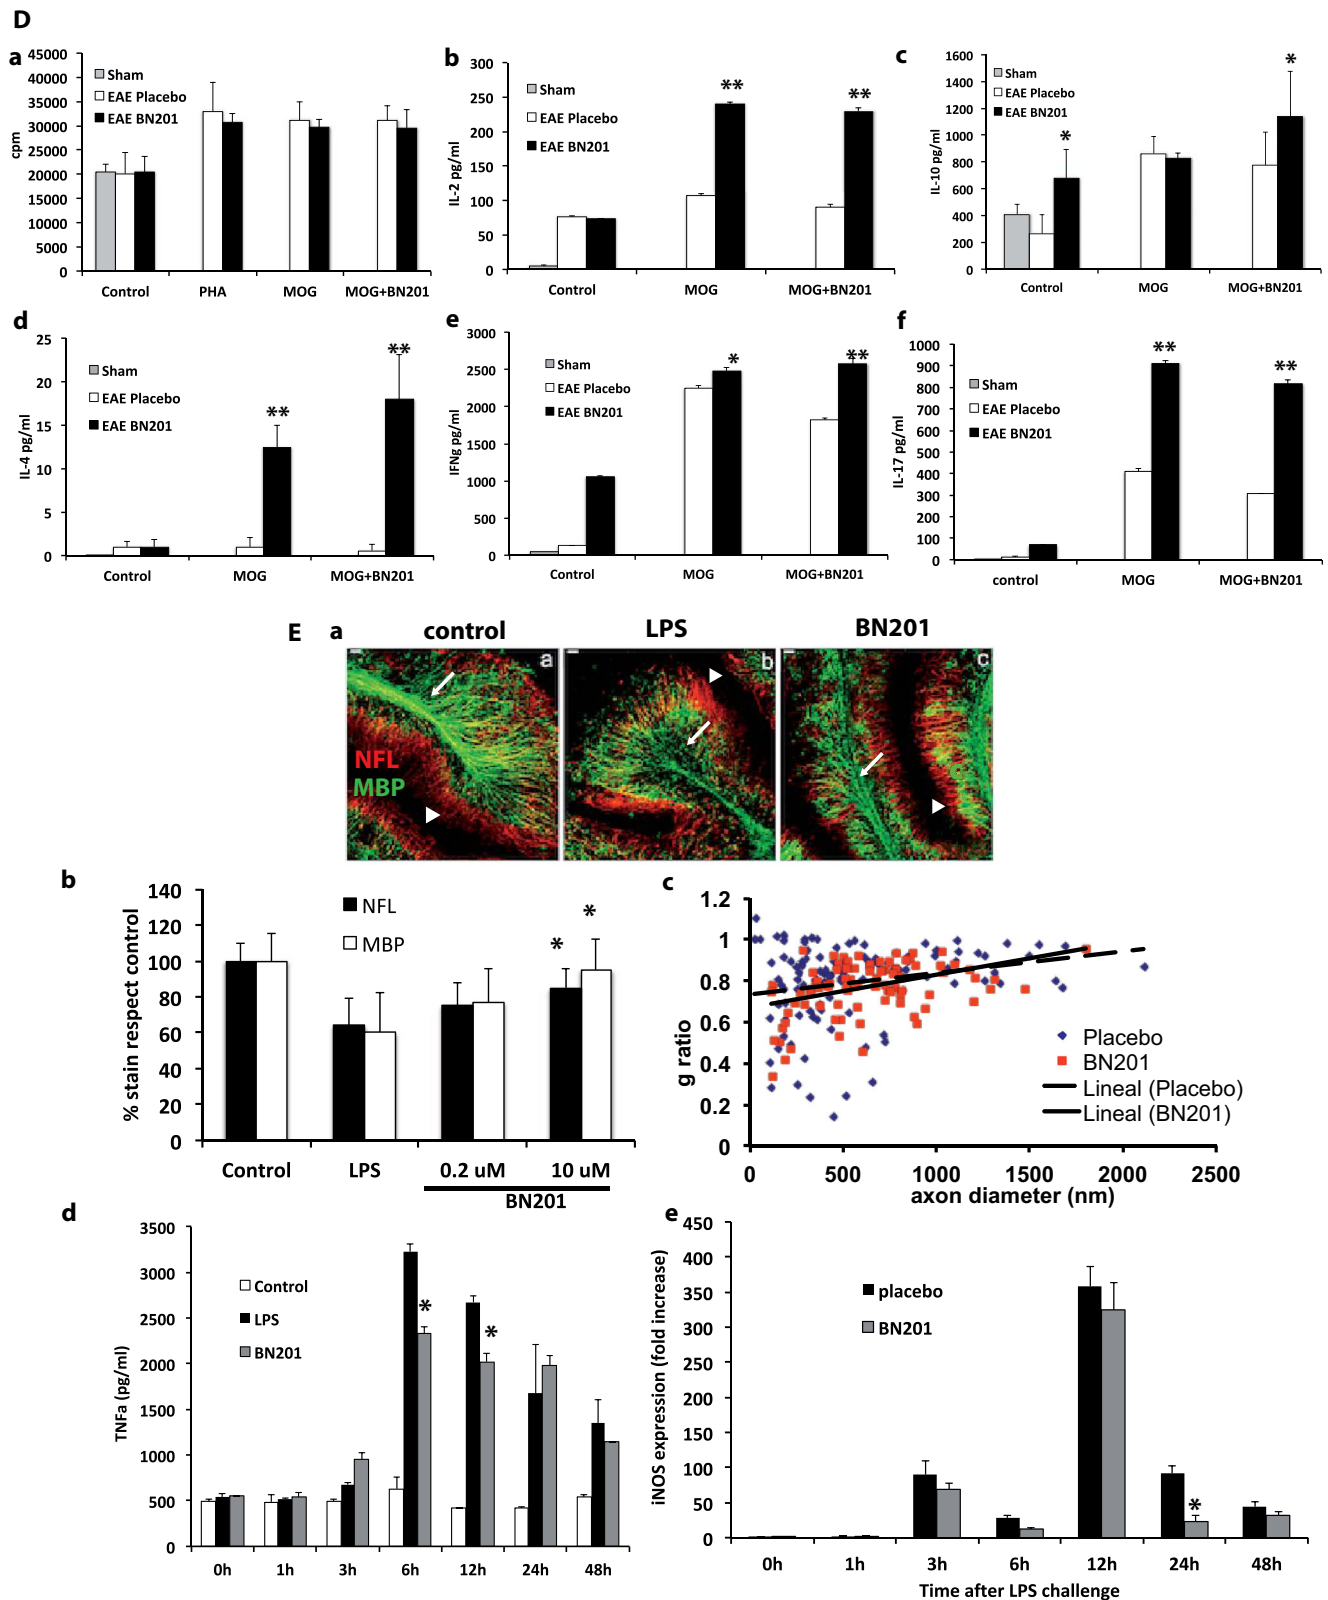 D
a
45000
40000
35000
30000
25000
20000
15000
10000
5000
0
cpm
Sham
EAE Placebo
EAE BN201
Control PHA MOG MOG+BN201
b
300
250
200
150
100
50
0
IL-2 pg/ml
Sham
EAE Placebo
EAE BN201
** **
Control MOG MOG+BN201
c
1600
1400
1200
1000
800
600
400
200
0
IL-10 pg/ml
Sham
EAE Placebo
EAE BN201
* *
Control MOG MOG+BN201
d
25
20
15
10
5
0
IL-4 pg/ml
Sham
EAE Placebo
EAE BN201
** **
Control MOG MOG+BN201
e
3000
2500
2000
1500
1000
500
0
IFNg pg/ml
Sham
EAE Placebo
EAE BN201
* **
Control MOG MOG+BN201
f
1000
900
800
700
600
500
400
300
200
100
0
IL-17 pg/ml
Sham
EAE Placebo
EAE BN201
** **
control MOG MOG+BN201
E a control LPS BN201
a b c
NFL
MBP
b
140
120
100
80
60
40
20
0
% stain respect control
NFL
MBP
* *
Control LPS 0.2 uM 10 uM
BN201
c
1.2
1
0.8
0.6
0.4
0.2
0
g ratio
Placebo
BN201
Lineal (Placebo)
Lineal (BN201)
0 500 1000 1500 2000 2500
axon diameter (nm)
d
3500
3000
2500
2000
1500
1000
500
0
TNFa (pg/ml)
Control
LPS
BN201
* *
0h 1h 3h 6h 12h 24h 48h
e
450
400
350
300
250
200
150
100
50
0
iNOS expression (fold increase)
placebo
BN201
*
0h 1h 3h 6h 12h 24h 48h
Time after LPS challenge